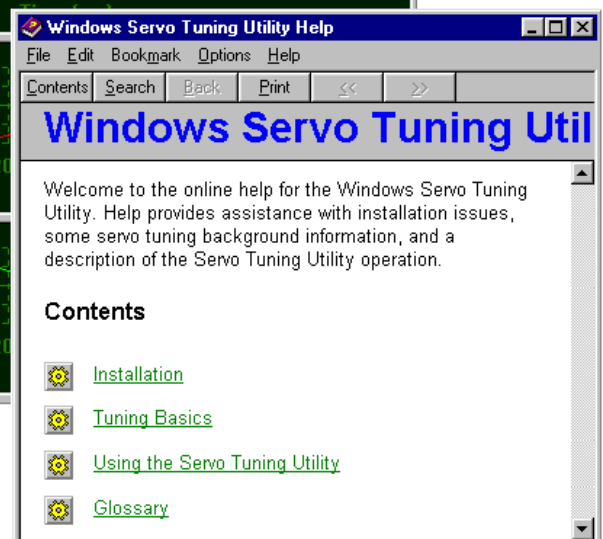 Windows Servo Tuning Utility Help
File Edit Bookmark Options Help
Contents Search Back Print << >>
Windows Servo Tuning Util
Welcome to the online help for the Windows Servo Tuning
Utility. Help provides assistance with installation issues,
some servo tuning background information, and a
description of the Servo Tuning Utility operation.
Contents
Installation
Tuning Basics
Using the Servo Tuning Utility
Glossary